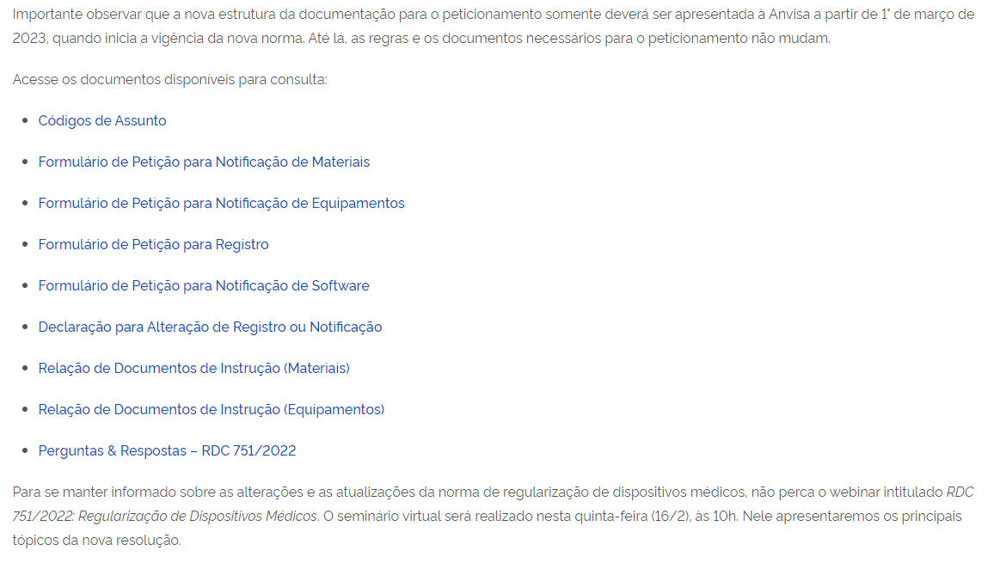 Importante observar que a nova estrutura da documentação para o peticionamento somente deverá ser apresentada à Anvisa a partir de 1° de março de
2023, quando inicia a vigência da nova norma. Até lá, as regras e os documentos necessários para o peticionamento não mudam.
Acesse os documentos disponíveis para consulta:
• Códigos de Assunto
• Formulário de Petição para Notificação de Materiais
• Formulário de Petição para Notificação de Equipamentos
• Formulário de Petição para Registro
• Formulário de Petição para Notificação de Software
• Declaração para Alteração de Registro ou Notificação
• Relação de Documentos de Instrução (Materiais)
• Relação de Documentos de Instrução (Equipamentos)
• Perguntas & Respostas – RDC 751/2022
Para se manter informado sobre as alterações e as atualizações da norma de regularização de dispositivos médicos, não perca o webinar intitulado RDC
751/2022: Regularização de Dispositivos Médicos. O seminário virtual será realizado nesta quinta-feira (16/2), às 10h. Nele apresentaremos os principais
tópicos da nova resolução.